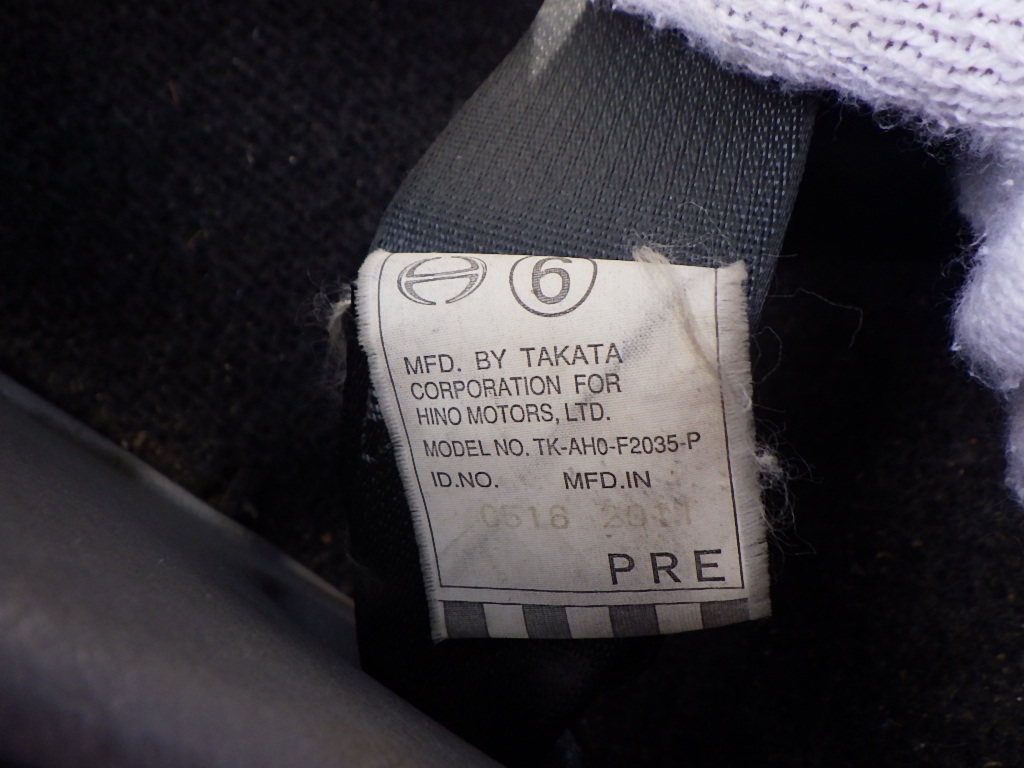 6
MFD. BY TAKATA
CORPORATION FOR
HINO MOTORS, LTD.
MODEL NO. TK-AH0-F2035-P
ID.NO. MFD.IN
0516 2011
PRE